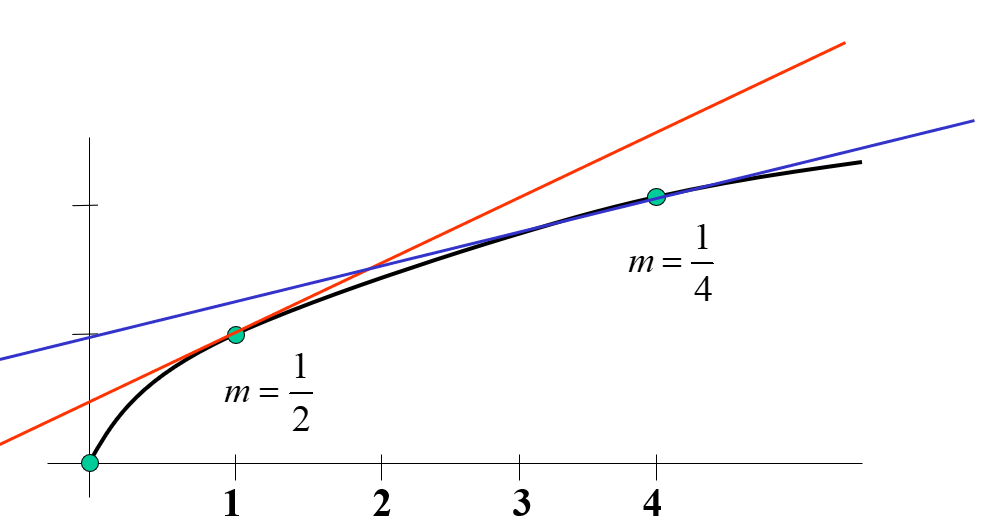 m = 1/4
m = 1/2
1 2 3 4